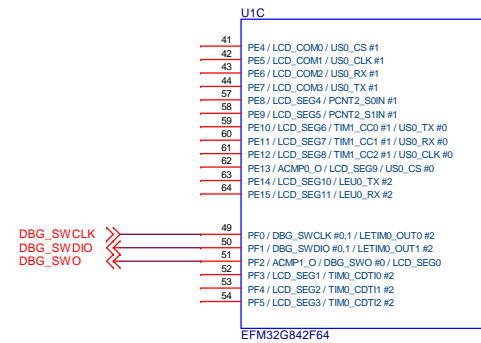 U1C
41 PE4 / LCD_COM0 / US0_CS #1
42 PE5 / LCD_COM1 / US0_CLK #1
43 PE6 / LCD_COM2 / US0_RX #1
44 PE7 / LCD_COM3 / US0_TX #1
57 PE8 / LCD_SEG4 / PCNT2_S0IN #1
58 PE9 / LCD_SEG5 / PCNT2_S1IN #1
59 PE10 / LCD_SEG6 / TIM1_CC0 #1 / US0_TX #0
60 PE11 / LCD_SEG7 / TIM1_CC1 #1 / US0_RX #0
61 PE12 / LCD_SEG8 / TIM1_CC2 #1 / US0_CLK #0
62 PE13 / ACMP0_O / LCD_SEG9 / US0_CS #0
63 PE14 / LCD_SEG10 / LEU0_TX #2
64 PE15 / LCD_SEG11 / LEU0_RX #2
DBG_SWCLK 49 PF0 / DBG_SWCLK #0,1 / LETIM0_OUT0 #2
DBG_SWDIO 50 PF1 / DBG_SWDIO #0,1 / LETIM0_OUT1 #2
DBG_SWO 51 PF2 / ACMP1_O / DBG_SWO #0 / LCD_SEG0
52 PF3 / LCD_SEG1 / TIM0_CDTI0 #2
53 PF4 / LCD_SEG2 / TIM0_CDTI1 #2
54 PF5 / LCD_SEG3 / TIM0_CDTI2 #2
EFM32G842F64